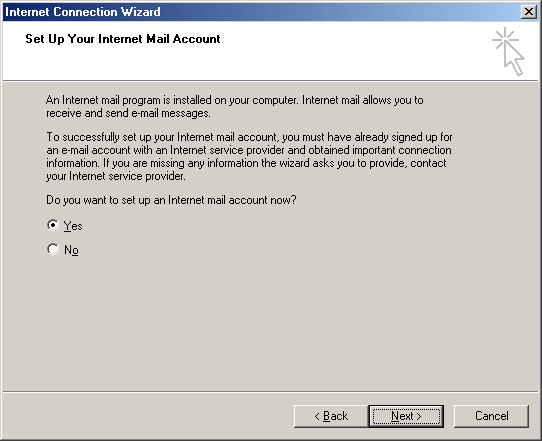 Internet Connection Wizard
Set Up Your Internet Mail Account
An Internet mail program is installed on your computer. Internet mail allows you to
receive and send e-mail messages.
To successfully set up your Internet mail account, you must have already signed up for
an e-mail account with an Internet service provider and obtained important connection
information. If you are missing any information the wizard asks you to provide, contact
your Internet service provider.
Do you want to set up an Internet mail account now?
Yes
No
< Back Next > Cancel